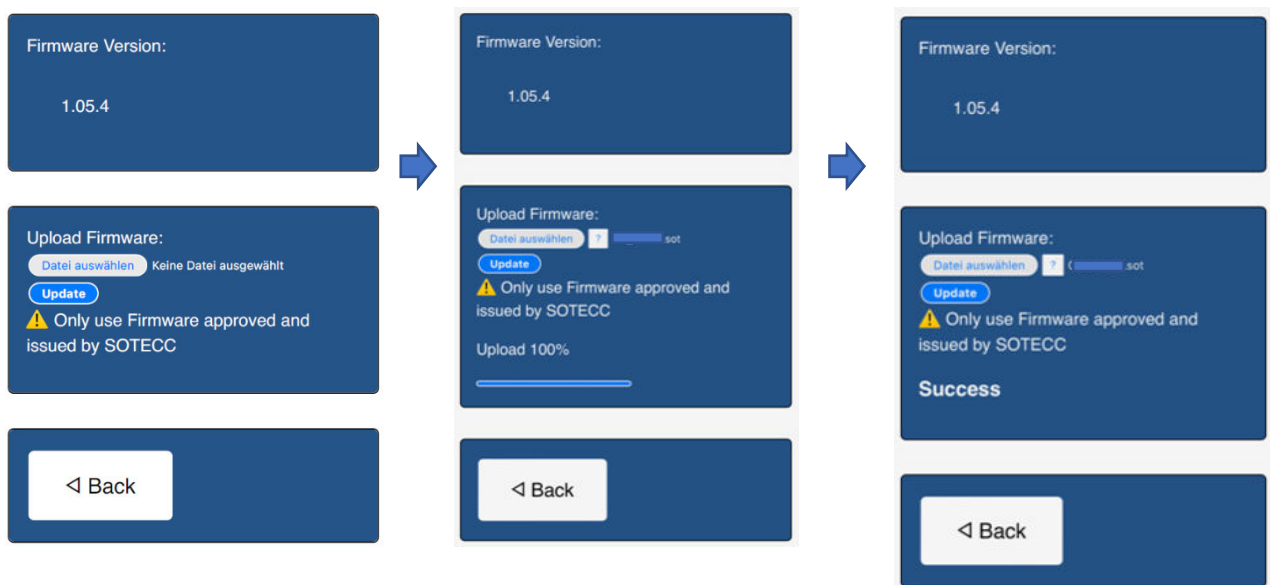 Firmware Version:
1.05.4
Upload Firmware:
Datei auswählen Keine Datei ausgewählt
Update
⚠ Only use Firmware approved and
issued by SOTECC
◁ Back
Firmware Version:
1.05.4
Upload Firmware:
Datei auswählen ? sot
Update
⚠ Only use Firmware approved and
issued by SOTECC
Upload 100%
◁ Back
Firmware Version:
1.05.4
Upload Firmware:
Datei auswählen ? ( .sot
Update
⚠ Only use Firmware approved and
issued by SOTECC
Success
◁ Back